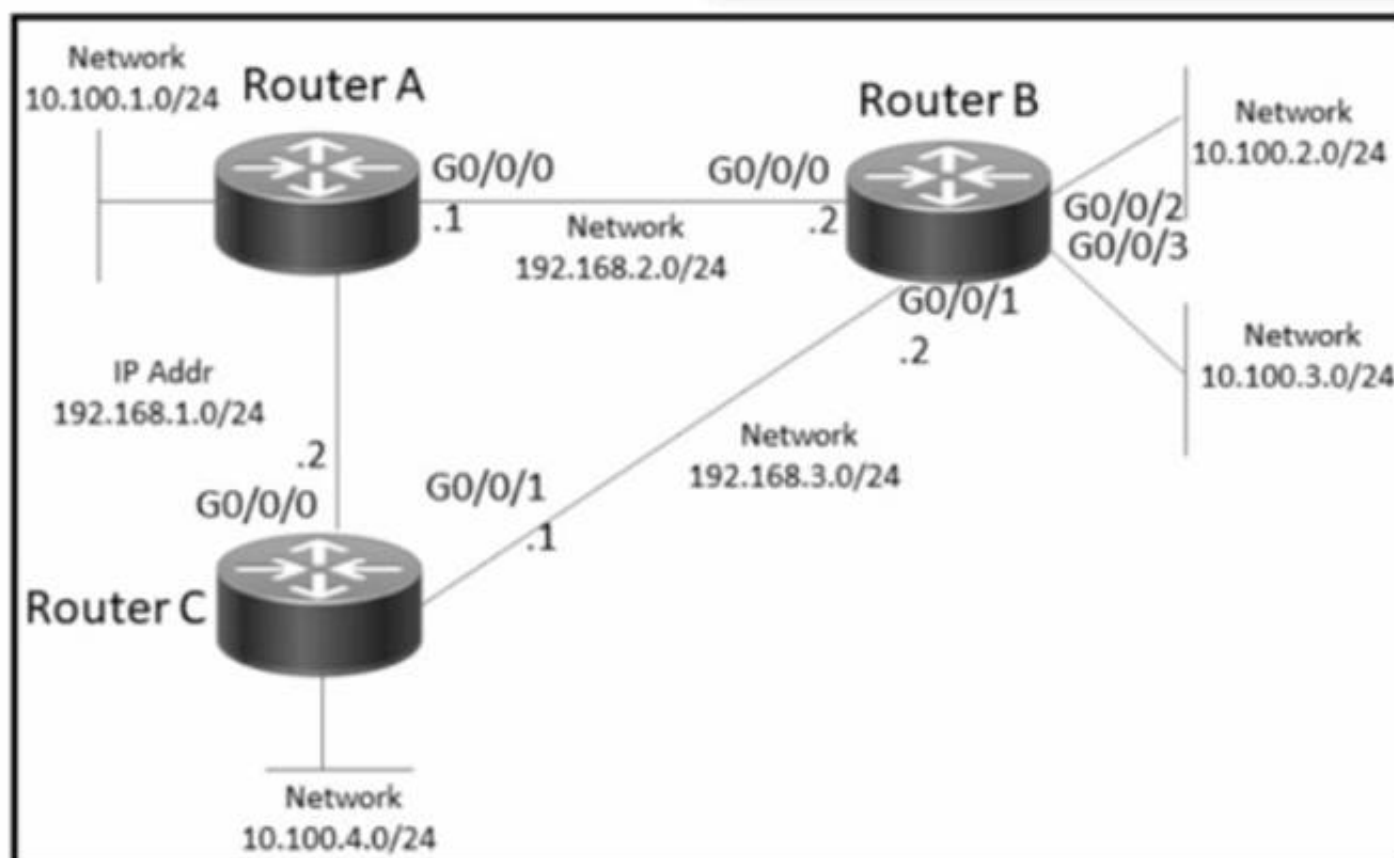 Network
10.100.1.0/24
Router A
Router B
Network
10.100.2.0/24
G0/0/0
G0/0/0
.1
.2
Network
192.168.2.0/24
G0/0/2
G0/0/3
G0/0/1
.2
Network
10.100.3.0/24
IP Addr
192.168.1.0/24
.2
G0/0/0
G0/0/1
.1
Network
192.168.3.0/24
Router C
Network
10.100.4.0/24